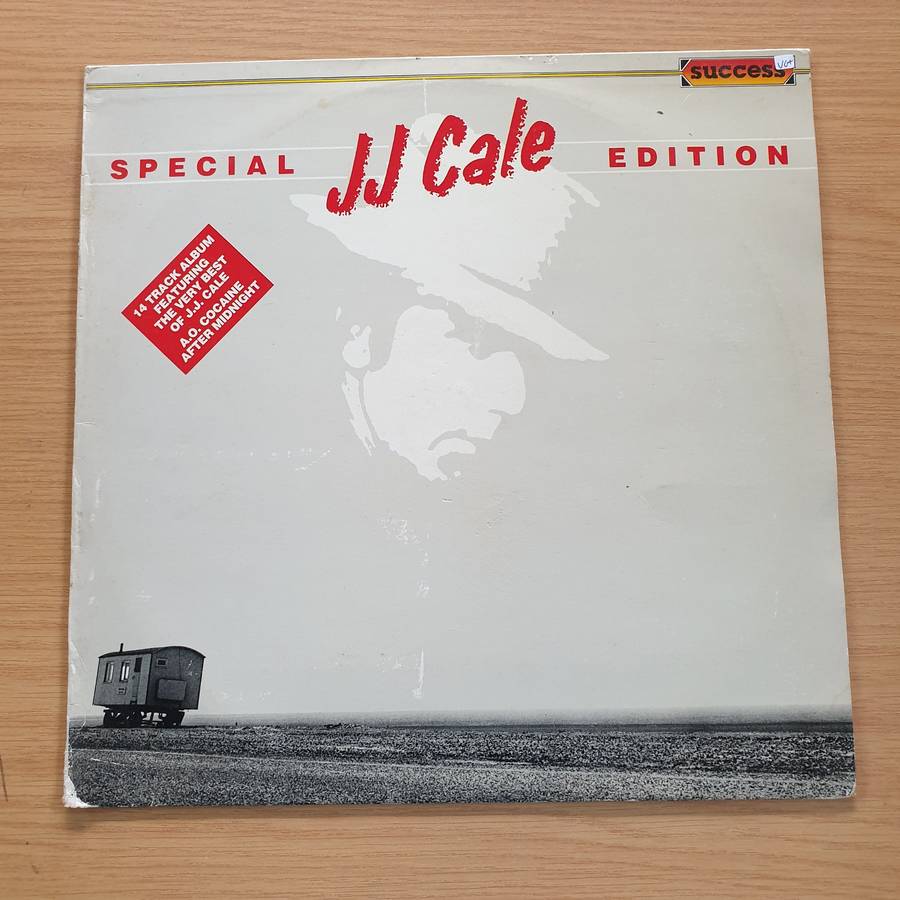 success
VG+
SPECIAL JJ Cale EDITION
14 TRACK ALBUM
FEATURING
THE VERY BEST
OF J.J. CALE
A.O. COCAINE
AFTER MIDNIGHT